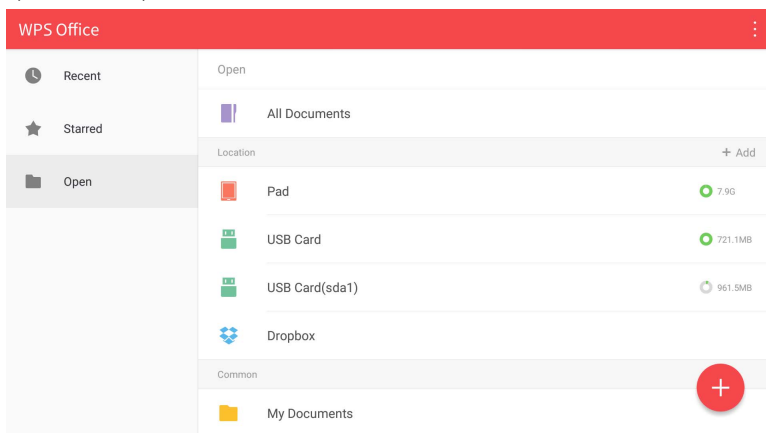 WPS Office
Recent
Starred
Open
Open
All Documents
Location + Add
Pad 7.9G
USB Card 721.1MB
USB Card(sda1) 961.5MB
Dropbox
Common
My Documents